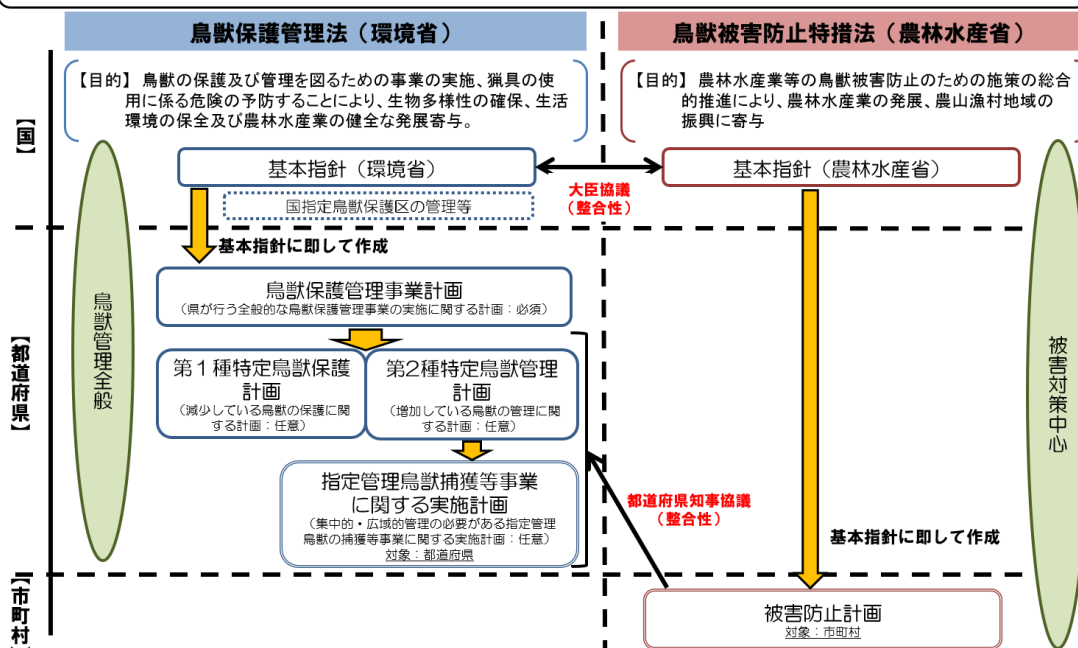 鳥獣保護管理法（環境省）
鳥獣被害防止特措法（農林水産省）
【国】
【目的】 鳥獣の保護及び管理を図るための事業の実施、猟具の使
用に係る危険の予防することにより、生物多様性の確保、生活
環境の保全及び農林水産業の健全な発展寄与。
【目的】 農林水産業等の鳥獣被害防止のための施策の総合
的推進により、農林水産業の発展、農山漁村地域の
振興に寄与
基本指針（環境省）
基本指針（農林水産省）
大臣協議
（整合性）
国指定鳥獣保護区の管理等
基本指針に即して作成
【都道府県】
鳥獣管理全般
鳥獣保護管理事業計画
（県が行う全般的な鳥獣保護管理事業の実施に関する計画：必須）
第１種特定鳥獣保護
計画
（減少している鳥獣の保護に関
する計画：任意）
第2種特定鳥獣管理
計画
（増加している鳥獣の管理に関
する計画：任意）
指定管理鳥獣捕獲等事業
に関する実施計画
（集中的・広域的管理の必要がある指定管理
鳥獣の捕獲等事業に関する実施計画：任意）
対象：都道府県
都道府県知事協議
（整合性）
基本指針に即して作成
被害対策中心
【市町村】
被害防止計画
対象：市町村